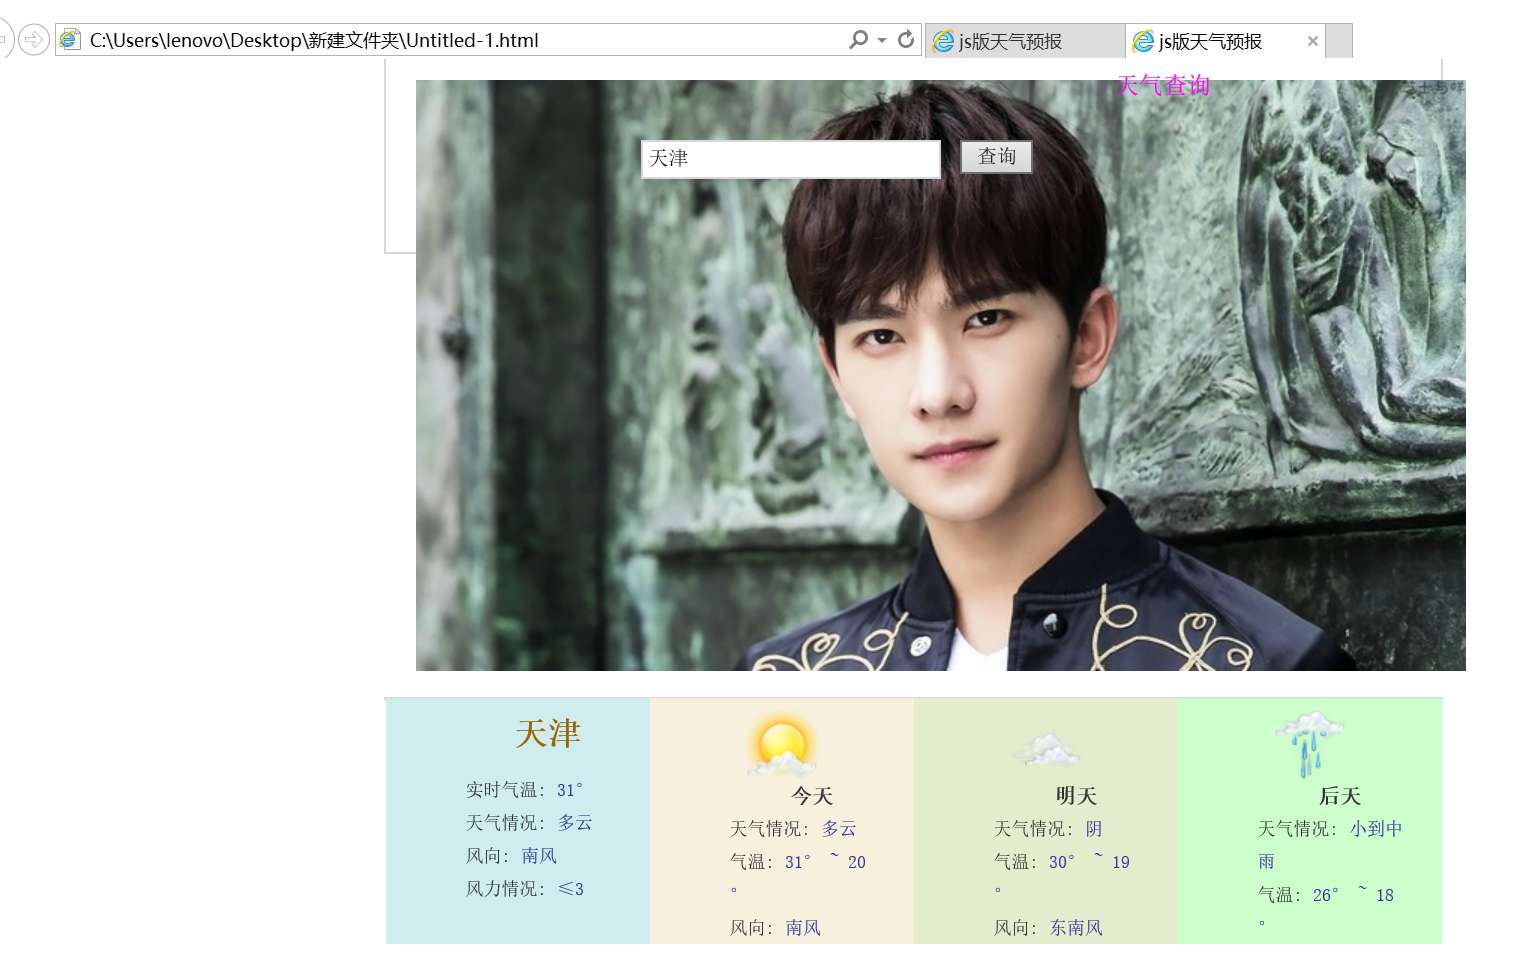 C:\Users\lenovo\Desktop\新建文件夹\Untitled-1.html
js版天气预报
js版天气预报
天气查询
天津
查询
天津
实时气温: 31°
天气情况: 多云
风向: 南风
风力情况: ≤3
今天
天气情况: 多云
气温: 31° ~ 20
°
风向: 南风
明天
天气情况: 阴
气温: 30° ~ 19
°
风向: 东南风
后天
天气情况: 小到中
雨
气温: 26° ~ 18
°